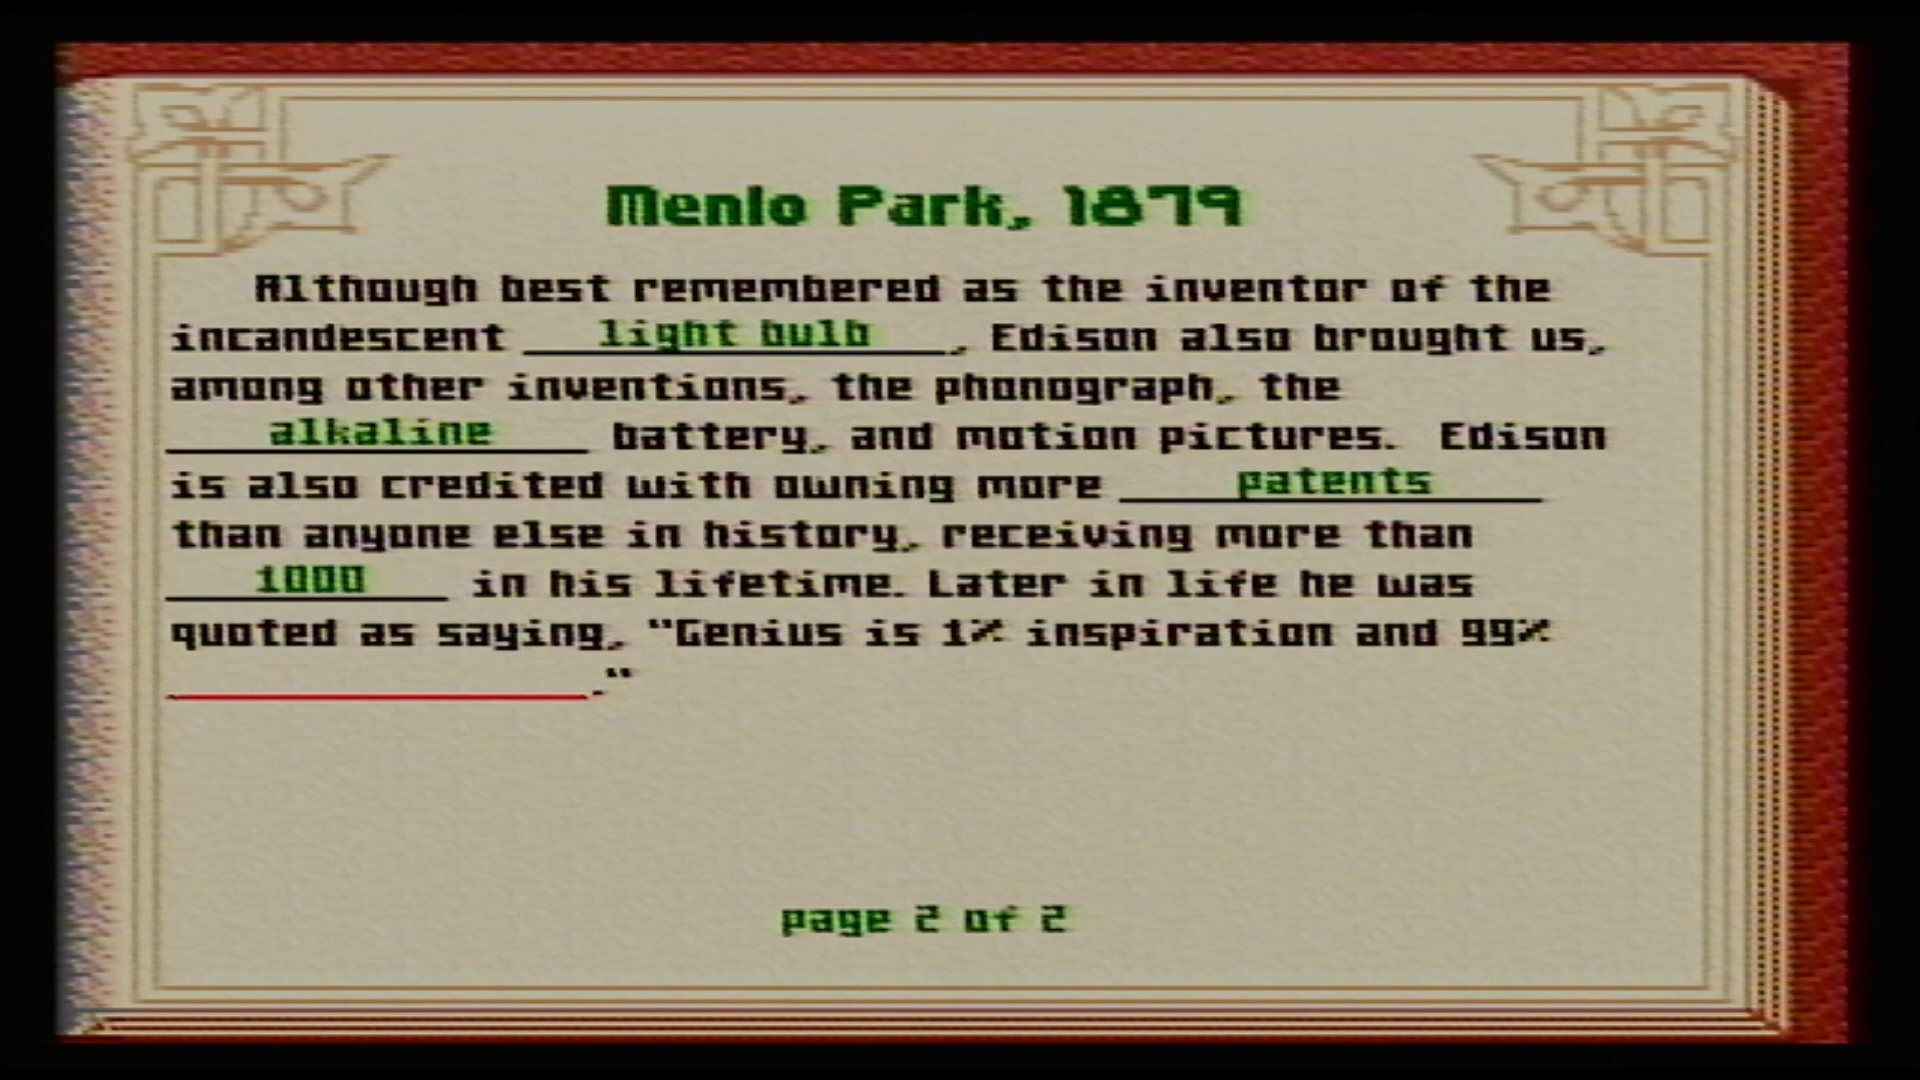 Menlo Park, 1879
Although best remembered as the inventor of the
incandescent light bulb, Edison also brought us,
among other inventions, the phonograph, the
alkaline battery, and motion pictures. Edison
is also credited with owning more patents
than anyone else in history, receiving more than
1000 in his lifetime. Later in life he was
quoted as saying, "Genius is 1% inspiration and 99%
."
page 2 of 2